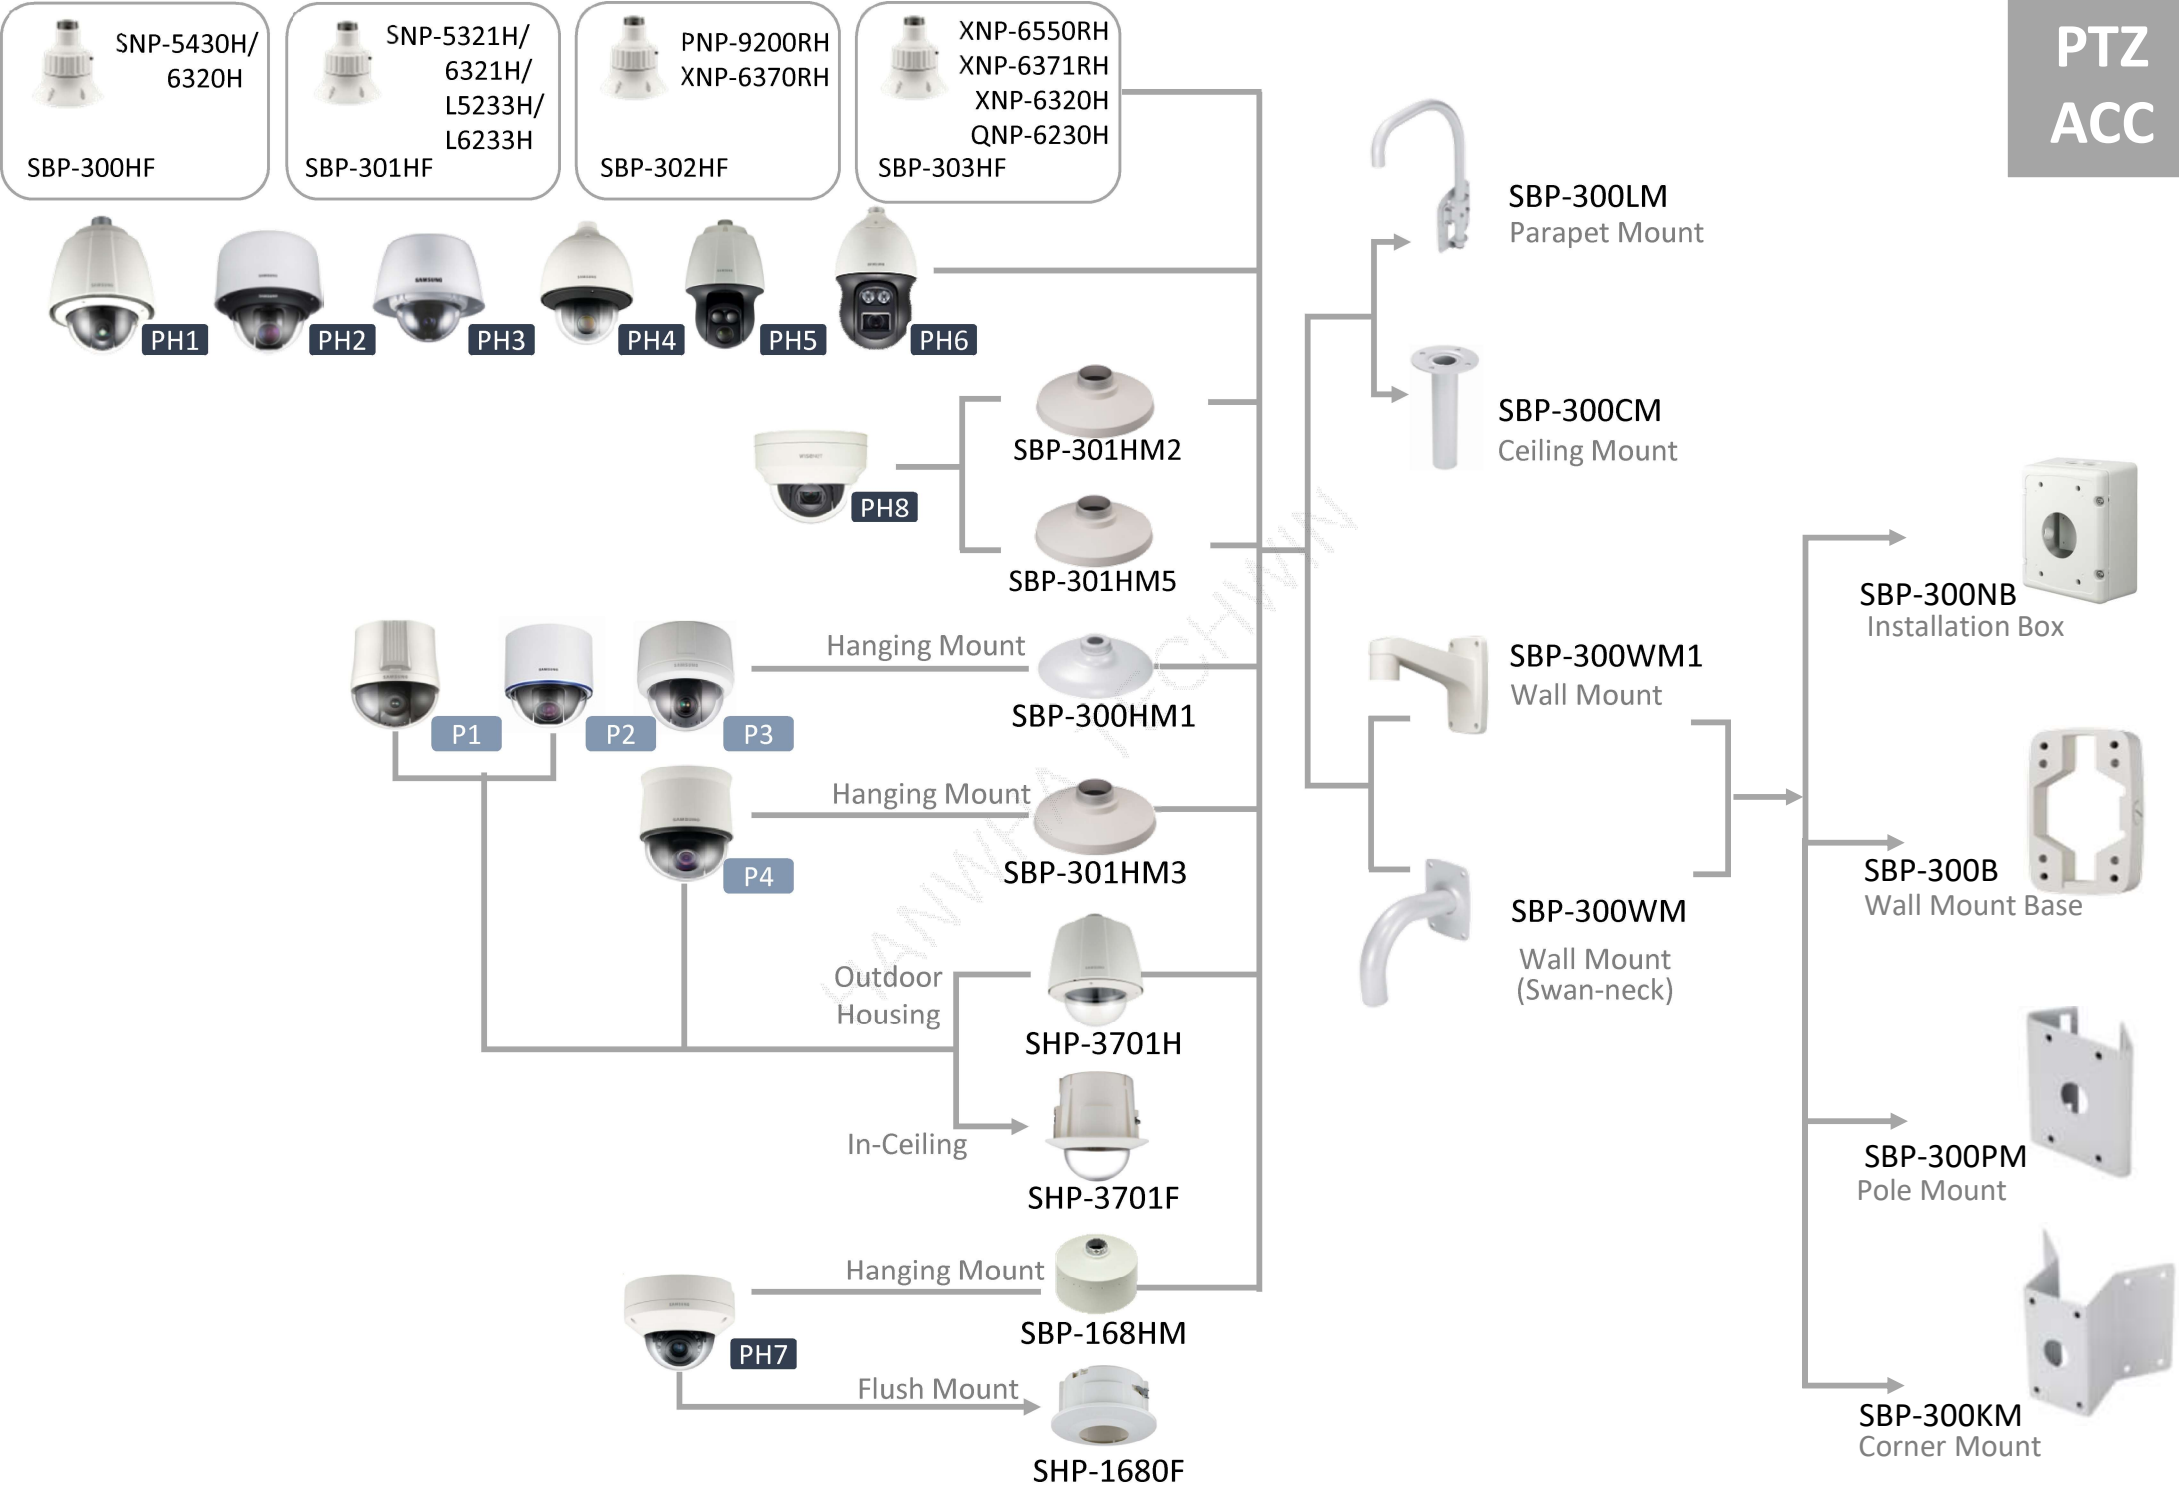 PTZ
ACC
SNP-5430H/
6320H
SBP-300HF
SNP-5321H/
6321H/
L5233H/
L6233H
SBP-301HF
PNP-9200RH
XNP-6370RH
SBP-302HF
XNP-6550RH
XNP-6371RH
XNP-6320H
QNP-6230H
SBP-303HF
PH1
PH2
SAMSUNG
PH3
PH4
PH5
PH6
SBP-300LM
Parapet Mount
SBP-300CM
Ceiling Mount
SBP-301HM2
PH8
SBP-301HM5
SBP-300NB
Installation Box
P1
P2
P3
Hanging Mount
SBP-300HM1
SBP-300WM1
Wall Mount
P4
Hanging Mount
SBP-301HM3
SBP-300B
Wall Mount Base
SBP-300WM
Wall Mount
(Swan-neck)
Outdoor
Housing
SHP-3701H
In-Ceiling
SHP-3701F
SBP-300PM
Pole Mount
Hanging Mount
SBP-168HM
PH7
Flush Mount
SHP-1680F
SBP-300KM
Corner Mount
HANWHA TECHWIN